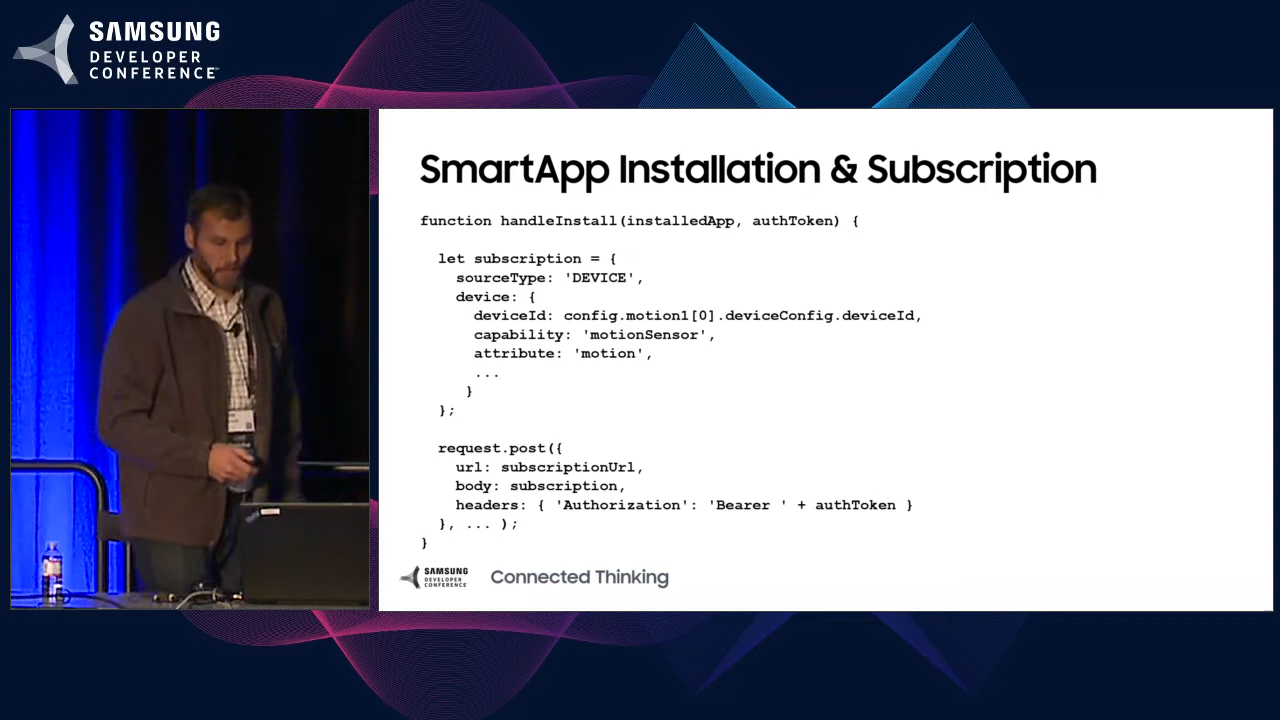 SAMSUNG
DEVELOPER
CONFERENCE
SmartApp Installation & Subscription
function handleInstall(installedApp, authToken) {
let subscription = {
sourceType: 'DEVICE',
device: {
deviceId: config.motion1[0].deviceConfig.deviceId,
capability: 'motionSensor',
attribute: 'motion',
...
}
};
request.post({
url: subscriptionUrl,
body: subscription,
headers: { 'Authorization': 'Bearer ' + authToken }
}, ... );
}
SAMSUNG
DEVELOPER
CONFERENCE
Connected Thinking